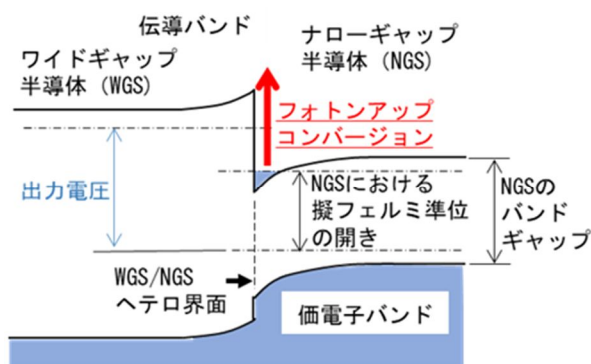 伝導バンド
ワイドギャップ
半導体 (WGS)
ナローギャップ
半導体 (NGS)
フォトンアップ
コンバージョン
出力電圧
NGSにおける
擬フェルミ準位
の開き
NGSの
バンド
ギャップ
WGS/NGS
ヘテロ界面
価電子バンド